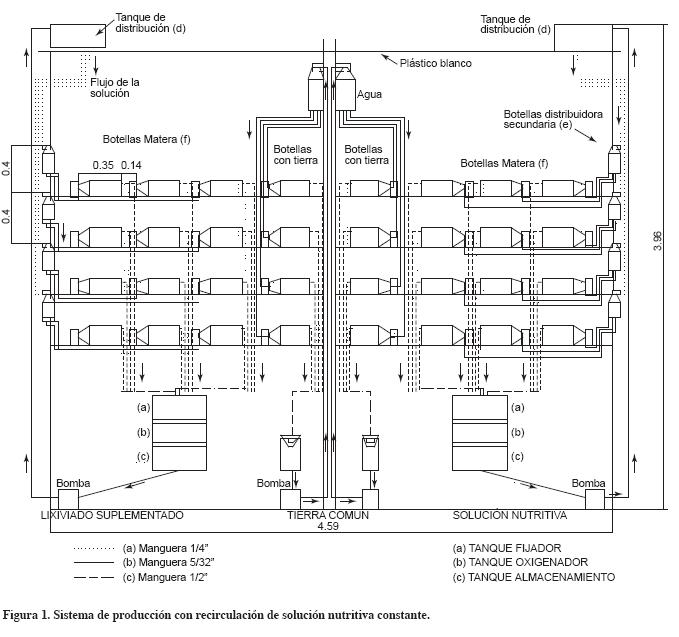 Tanque de
distribución (d)
Tanque de
distribución (d)
Plástico blanco
Flujo de la
solución
Agua
Botellas distribuidora
secundaria (e)
Botellas Matera (f)
Botellas
con tierra
Botellas
con tierra
Botellas Matera (f)
0.4
0.35
0.14
0.4
3.96
(a)
(b)
(c)
(a)
(b)
(c)
Bomba
Bomba
Bomba
LIXIVIADO SUPLEMENTADO
TIERRA COMUN
SOLUCIÓN NUTRITIVA
4.59
(a) Manguera 1/4”
(b) Manguera 5/32”
(c) Manguera 1/2”
(a) TANQUE FIJADOR
(b) TANQUE OXIGENADOR
(c) TANQUE ALMACENAMIENTO
Figura 1. Sistema de producción con recirculación de solución nutritiva constante.